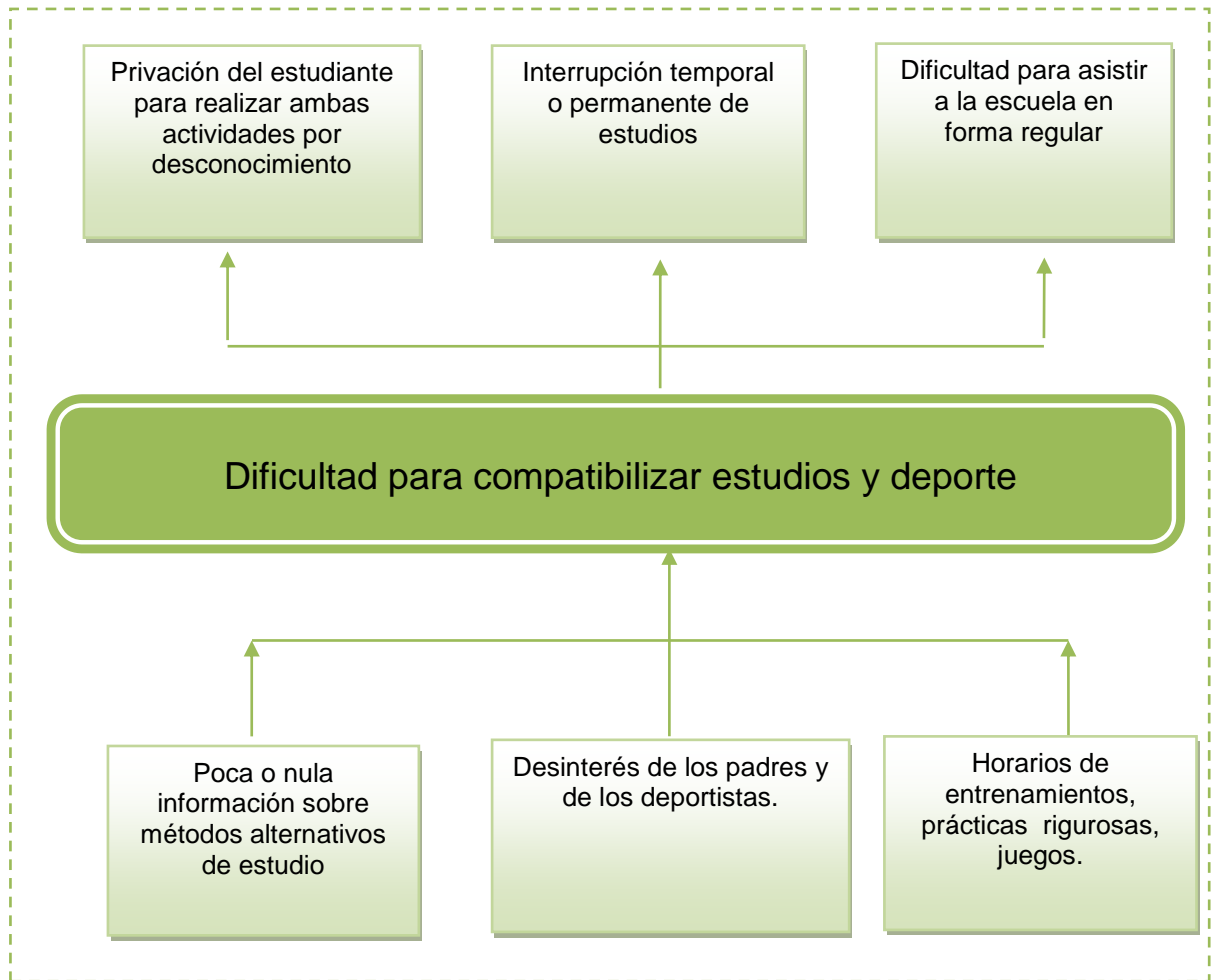 Privación del estudiante
para realizar ambas
actividades por
desconocimiento
Interrupción temporal
o permanente de
estudios
Dificultad para asistir
a la escuela en
forma regular
Dificultad para compatibilizar estudios y deporte
Poca o nula
información sobre
métodos alternativos
de estudio
Desinterés de los padres y
de los deportistas.
Horarios de
entrenamientos,
prácticas rigurosas,
juegos.